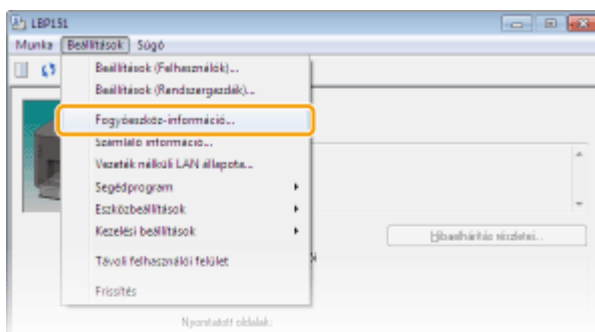 LBP151
Munka Beállítások Súgó
Beállítások (Felhasználók)...
Beállítások (Rendszergazdák)...
Fogyóeszköz-információ...
Számláló információ...
Vezeték nélküli LAN állapota...
Segédprogram
Eszközbeállítások
Kezelési beállítások
Hibaelhárítás részletei...
Távoli felhasználói felület
Frissítés
Nyomtatott oldalak: